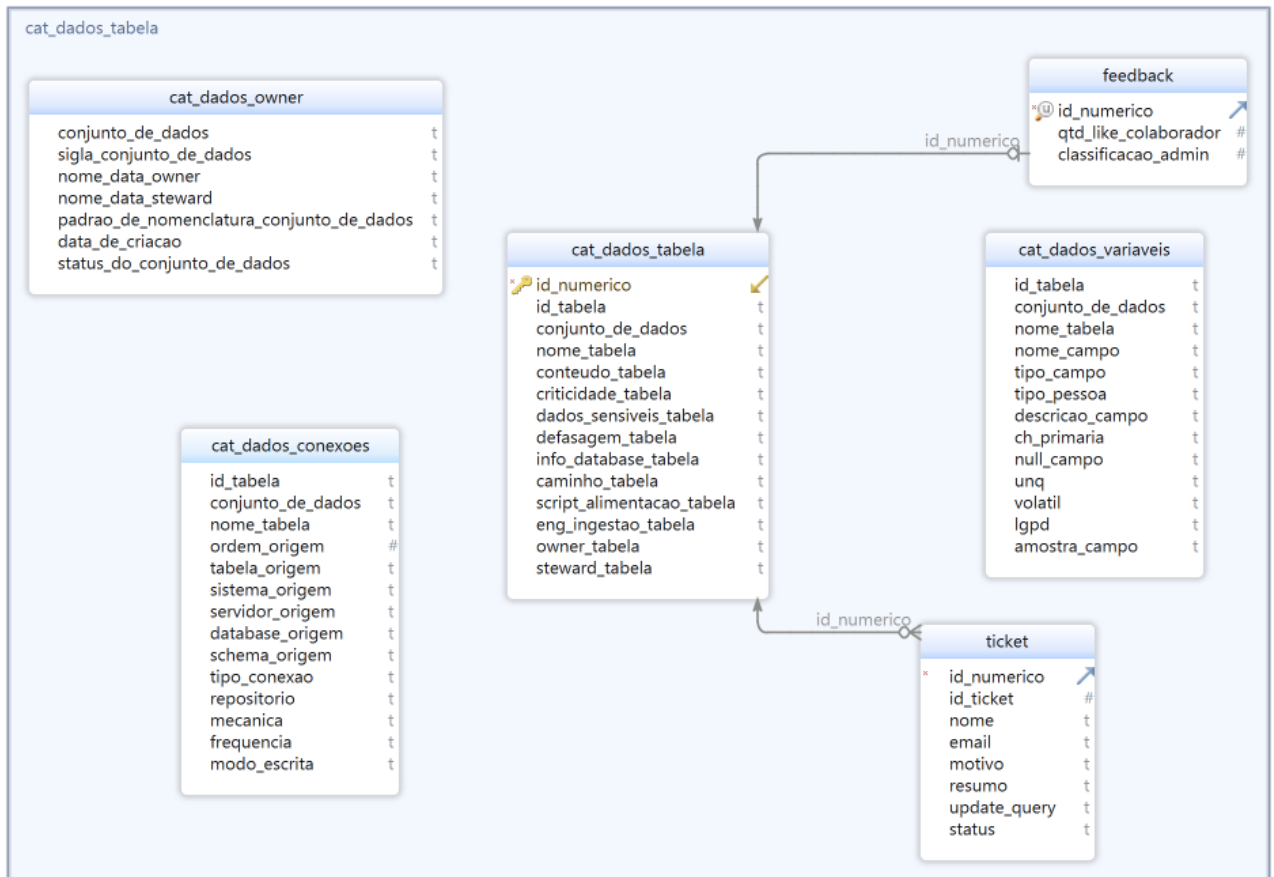 cat_dados_tabela
cat_dados_owner
conjunto_de_dados t
sigla_conjunto_de_dados t
nome_data_owner t
nome_data_steward t
padrao_de_nomenclatura_conjunto_de_dados t
data_de_criacao t
status_do_conjunto_de_dados t
feedback
id_numerico
qtd_like_colaborador #
classificacao_admin #
id_numerico
cat_dados_tabela
id_numerico
id_tabela t
conjunto_de_dados t
nome_tabela t
conteudo_tabela t
criticidade_tabela t
dados_sensiveis_tabela t
defasagem_tabela t
info_database_tabela t
caminho_tabela t
script_alimentacao_tabela t
eng_ingestao_tabela t
owner_tabela t
steward_tabela t
cat_dados_variaveis
id_tabela t
conjunto_de_dados t
nome_tabela t
nome_campo t
tipo_campo t
tipo_pessoa t
descricao_campo t
ch_primaria t
null_campo t
unq t
volatil t
lgpd t
amostra_campo t
cat_dados_conexoes
id_tabela t
conjunto_de_dados t
nome_tabela t
ordem_origem #
tabela_origem t
sistema_origem t
servidor_origem t
database_origem t
schema_origem t
tipo_conexao t
repositorio t
mecanica t
frequencia t
modo_escrita t
id_numerico
ticket
id_numerico
id_ticket #
nome t
email t
motivo t
resumo t
update_query t
status t